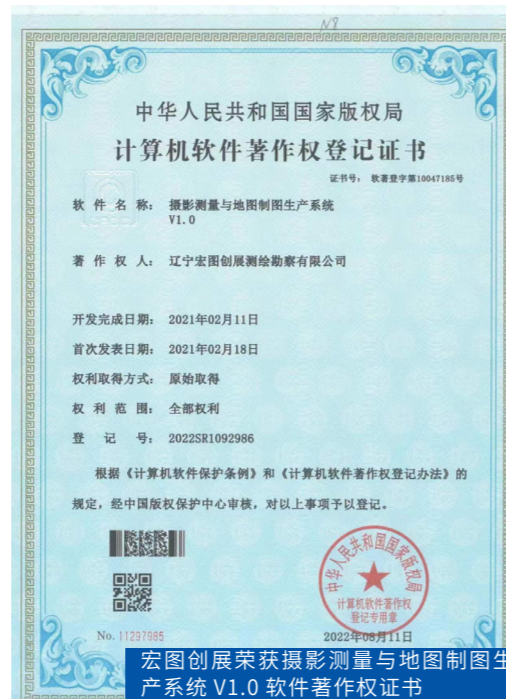 N8
中华人民共和国国家版权局
计算机软件著作权登记证书
证书号： 软著登字第10047185号
软件名称： 摄影测量与地图制图生产系统
V1.0
著作权人： 辽宁宏图创展测绘勘察有限公司
开发完成日期： 2021年02月11日
首次发表日期： 2021年02月18日
权利取得方式： 原始取得
权利范围： 全部权利
登记号： 2022SR1092986
根据《计算机软件保护条例》和《计算机软件著作权登记办法》的
规定，经中国版权保护中心审核，对以上事项予以登记。
中华人民共和国国家版权局
计算机软件著作权
登记专用章
No. 11297985
2022年08月11日
宏图创展荣获摄影测量与地图制图生
产系统 V1.0 软件著作权证书